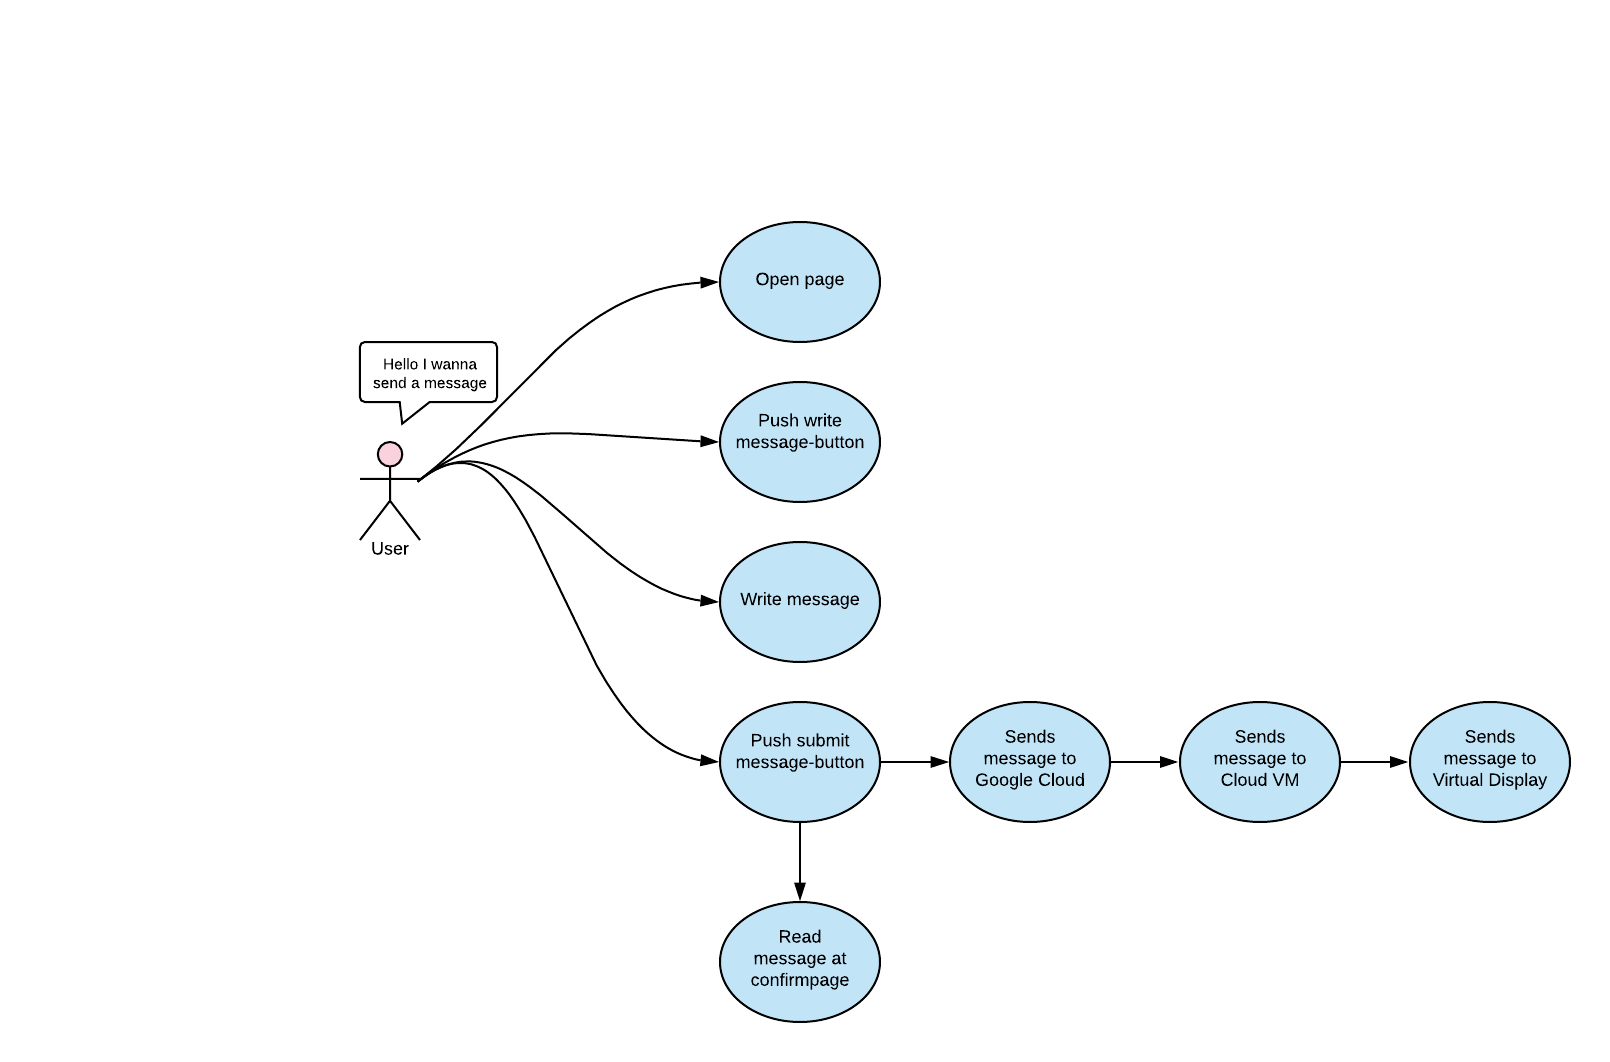 Open page
Hello I wanna
send a message
Push write
message-button
User
Write message
Push submit
message-button
Sends
message to
Google Cloud
Sends
message to
Cloud VM
Sends
message to
Virtual Display
Read
message at
confirmpage